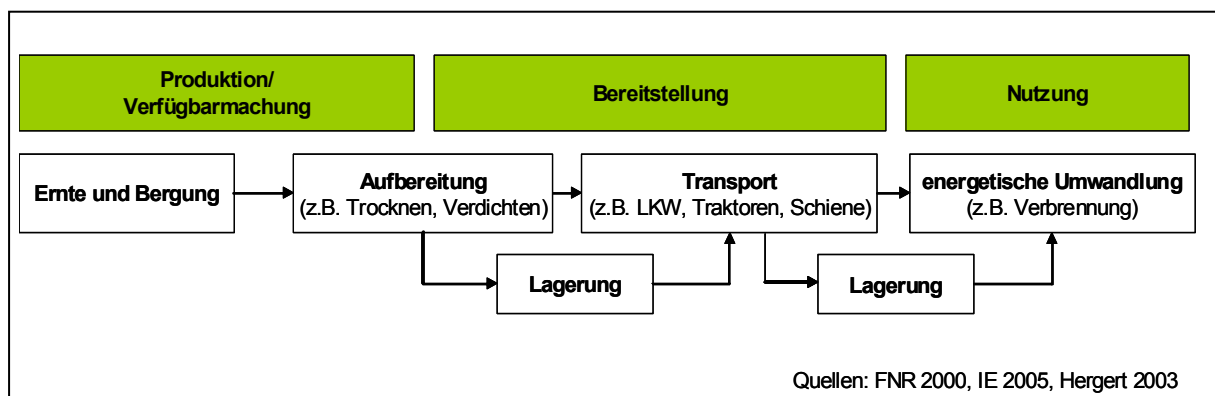 Produktion/
Verfügbarmachung
Bereitstellung
Nutzung
Ernte und Bergung
Aufbereitung
(z.B. Trocknen, Verdichten)
Transport
(z.B. LKW, Traktoren, Schiene)
energetische Umwandlung
(z.B. Verbrennung)
Lagerung
Lagerung
Quellen: FNR 2000, IE 2005, Hergert 2003